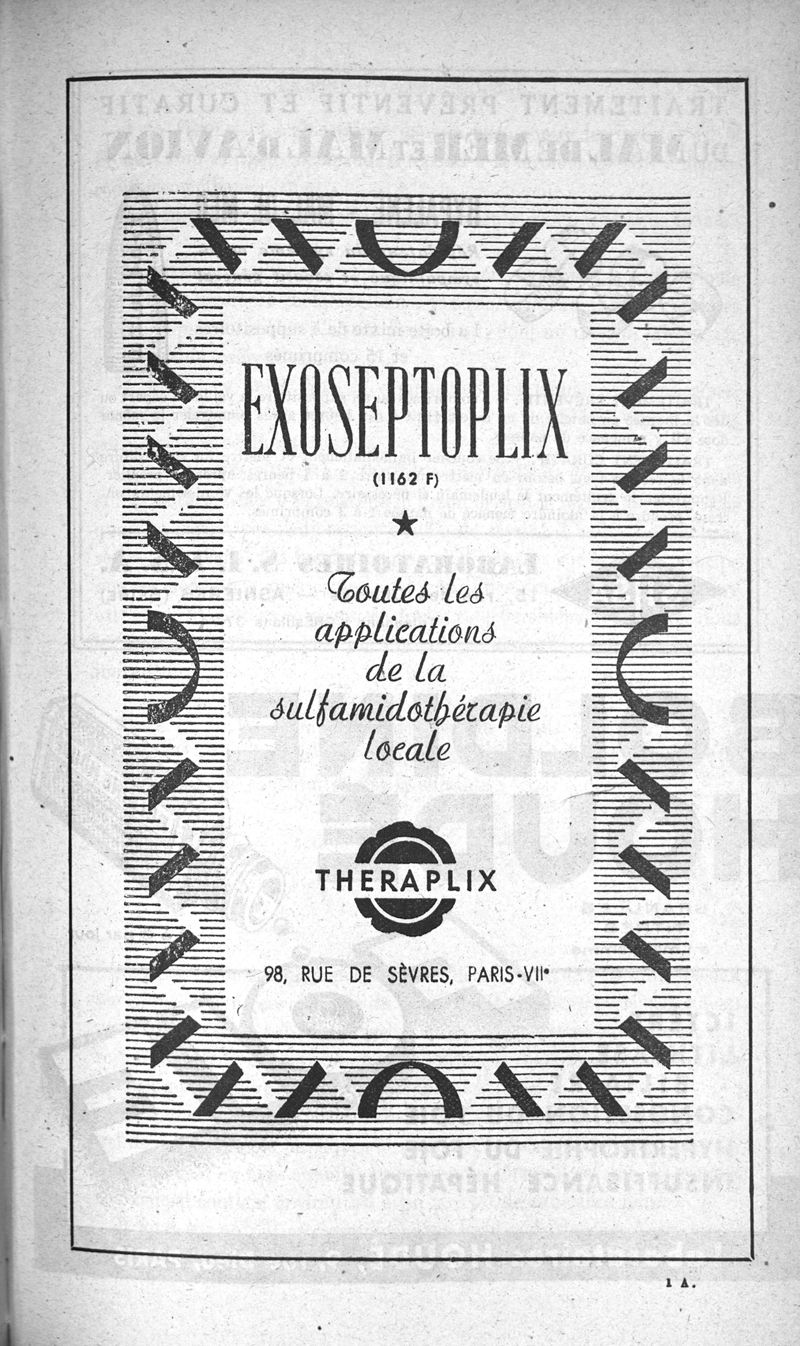 EXOSEPTOPLIX
(1162 F)
Toutes les
applications
de la
sulfamidothérapie
locale
THERAPLIX
98, RUE DE SÈVRES, PARIS-VIIᵉ
1 A.